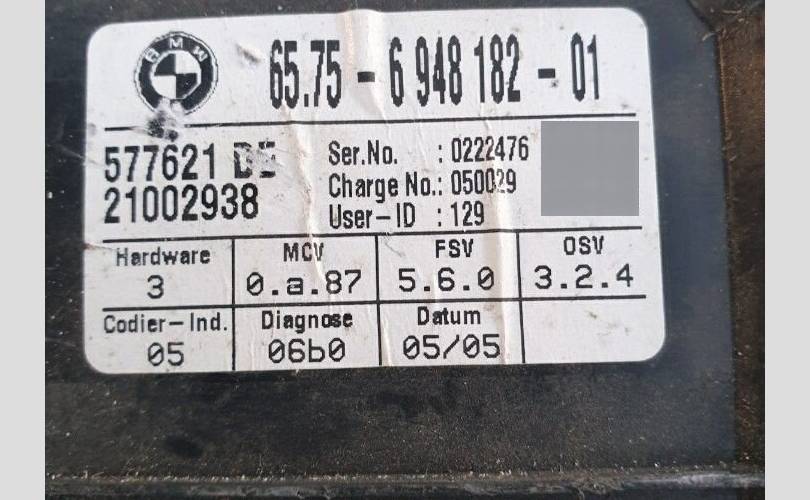 BMW
65.75 - 6 948 182 - 01
577621
21002938
Ser.No. : 0222476
Charge No.: 050029
User-ID : 129
Hardware MCV FSV OSV
3 0.a.87 5.6.0 3.2.4
Codier-Ind. Diagnose Datum
05 06b0 05/05